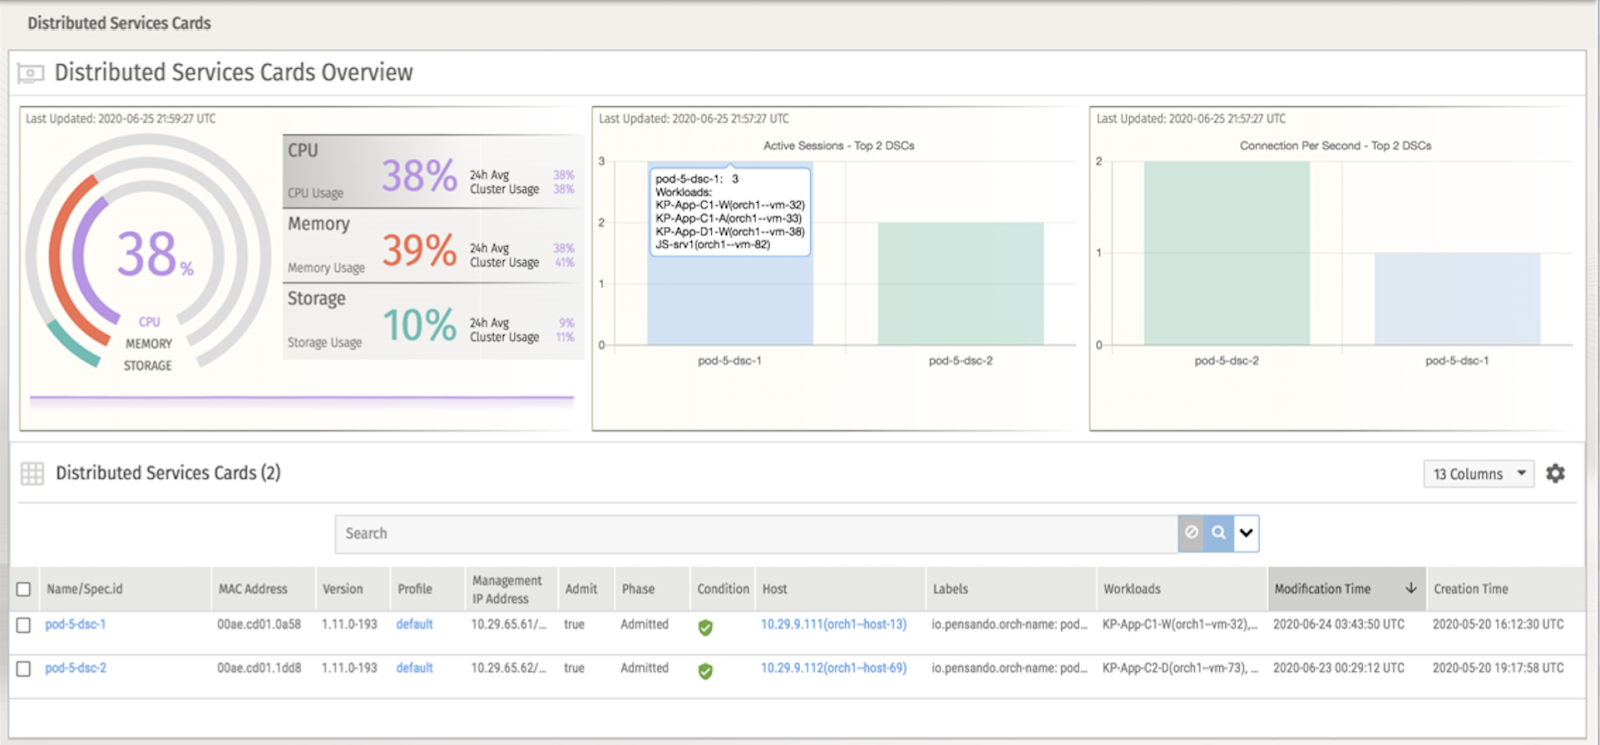 Distributed Services Cards
Distributed Services Cards Overview
Last Updated: 2020-06-25 21:59:27 UTC
38%
CPU
MEMORY
STORAGE
CPU
CPU Usage
38%
24h Avg 38%
Cluster Usage 38%
Memory
Memory Usage
39%
24h Avg 38%
Cluster Usage 41%
Storage
Storage Usage
10%
24h Avg 9%
Cluster Usage 11%
Last Updated: 2020-06-25 21:57:27 UTC
Active Sessions - Top 2 DSCs
3
2
1
0
pod-5-dsc-1: 3
Workloads:
KP-App-C1-W(orch1--vm-32)
KP-App-C1-A(orch1--vm-33)
KP-App-D1-W(orch1--vm-38)
JS-srv1(orch1--vm-82)
pod-5-dsc-1 pod-5-dsc-2
Last Updated: 2020-06-25 21:57:27 UTC
Connection Per Second - Top 2 DSCs
2
1
0
pod-5-dsc-2 pod-5-dsc-1
Distributed Services Cards (2)
13 Columns
Search
Name/Spec.id MAC Address Version Profile Management IP Address Admit Phase Condition Host Labels Workloads Modification Time Creation Time
pod-5-dsc-1 00ae.cd01.0a58 1.11.0-193 default 10.29.65.61/... true Admitted 10.29.9.111(orch1--host-13) io.pensando.orch-name: pod... KP-App-C1-W(orch1--vm-32),... 2020-06-24 03:43:50 UTC 2020-05-20 16:12:30 UTC
pod-5-dsc-2 00ae.cd01.1dd8 1.11.0-193 default 10.29.65.62/... true Admitted 10.29.9.112(orch1--host-69) io.pensando.orch-name: pod... KP-App-C2-D(orch1--vm-73), ... 2020-06-23 00:29:12 UTC 2020-05-20 19:17:58 UTC